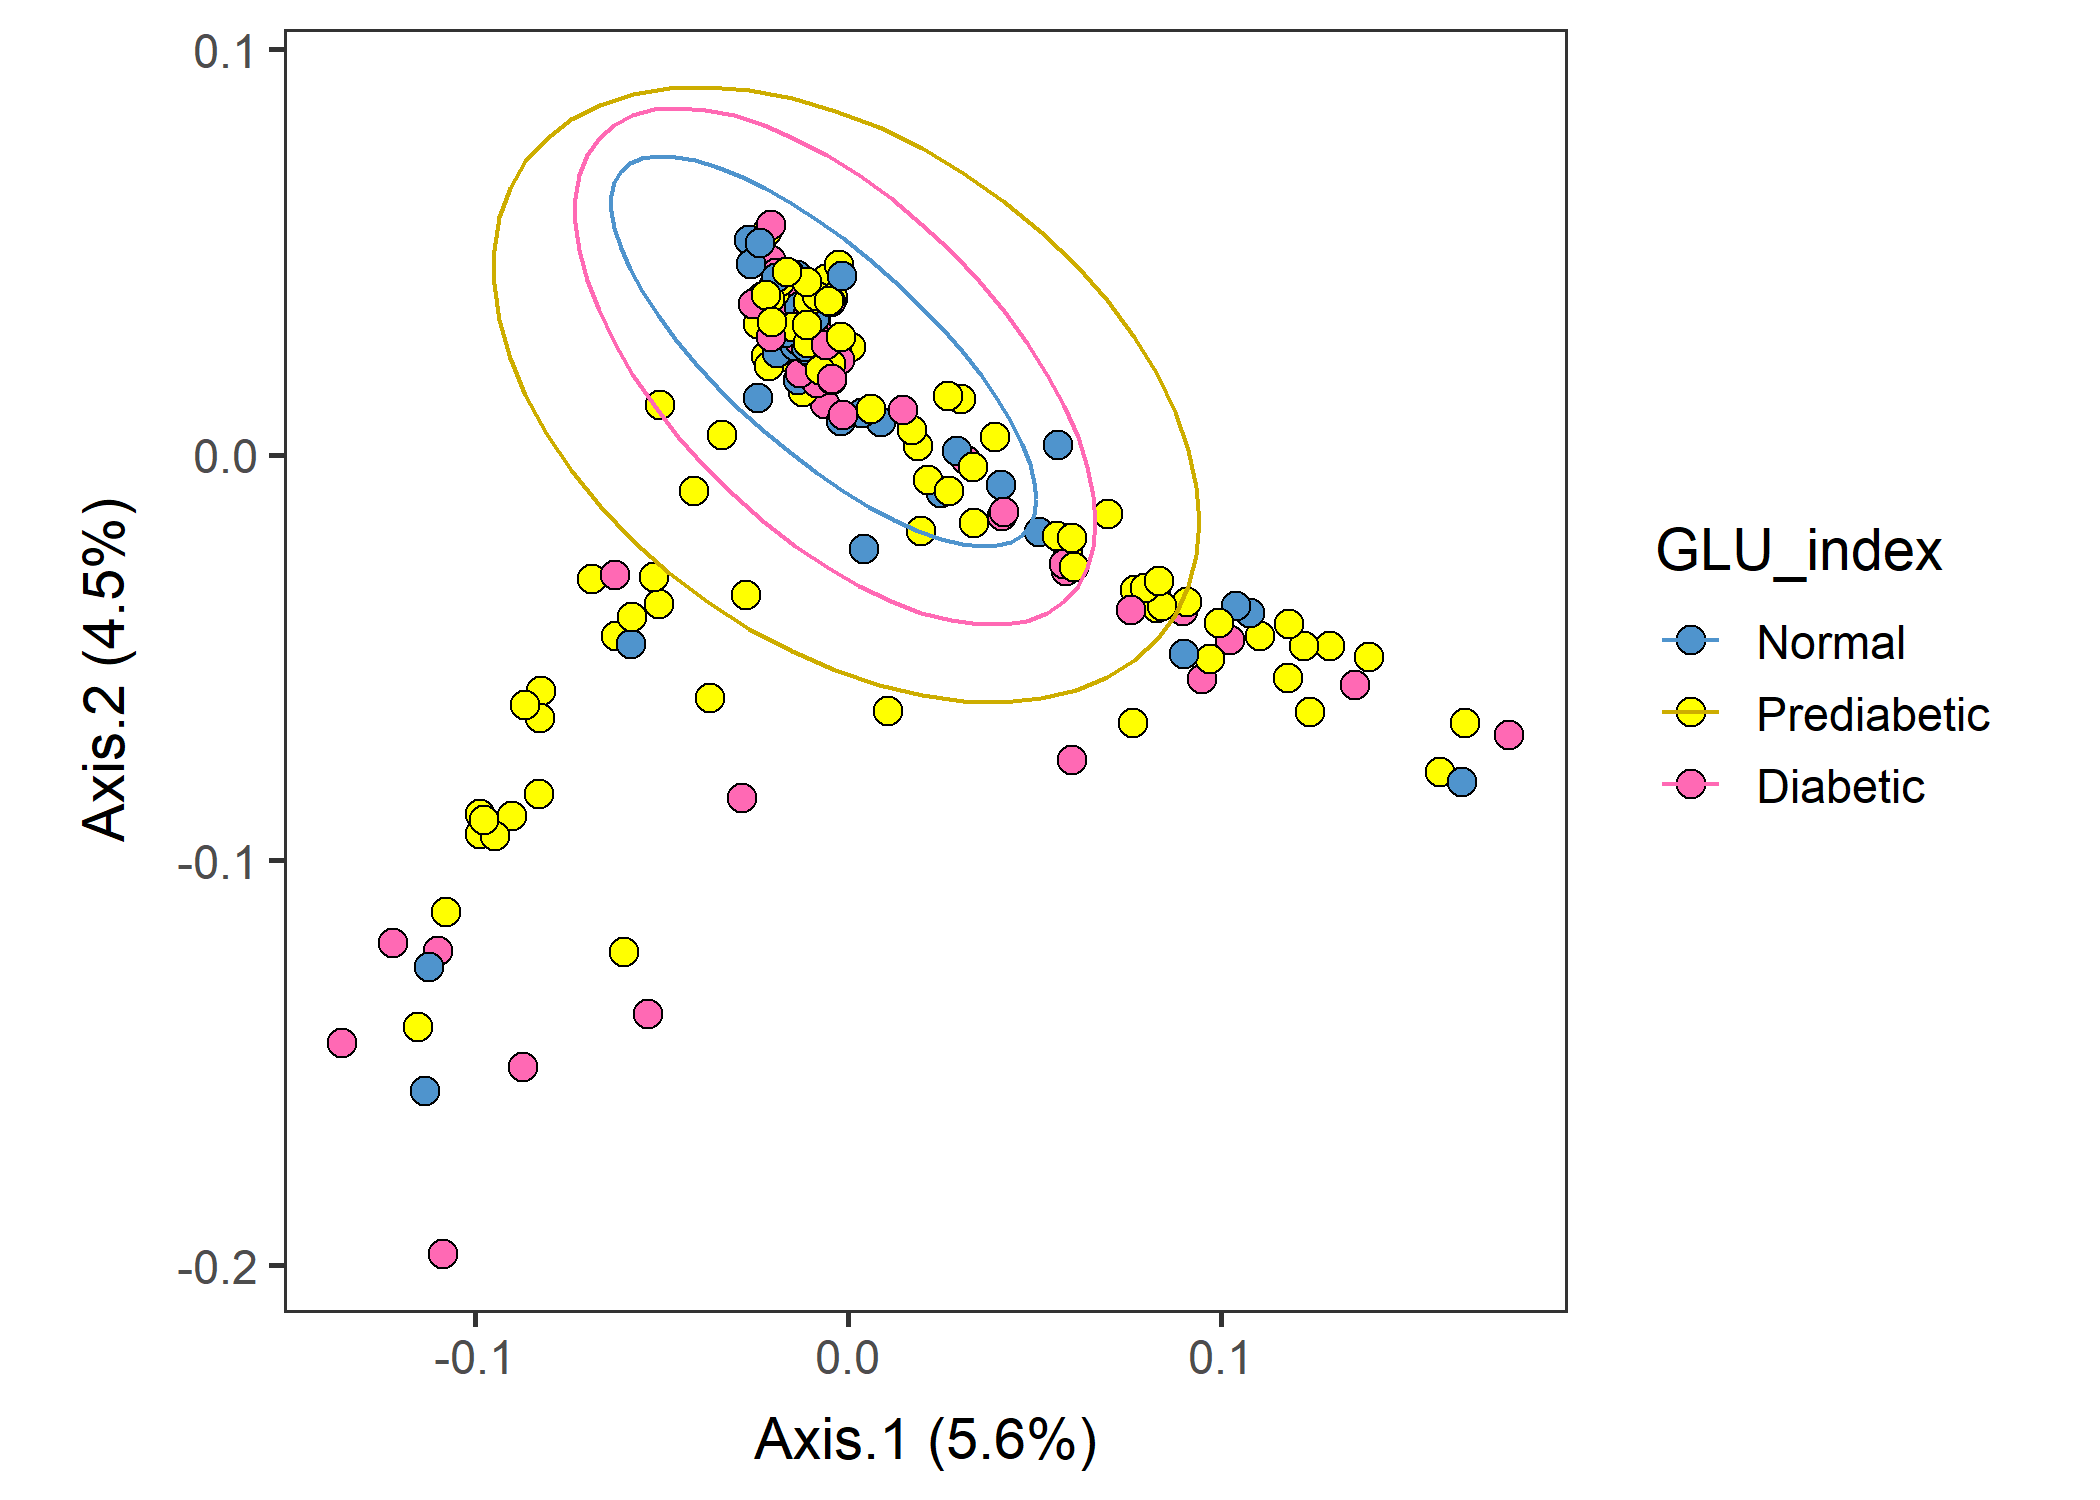 0.1
0.0
-0.1
-0.2
-0.1
0.0
0.1
Axis.2 (4.5%)
Axis.1 (5.6%)
GLU_index
Normal
Prediabetic
Diabetic